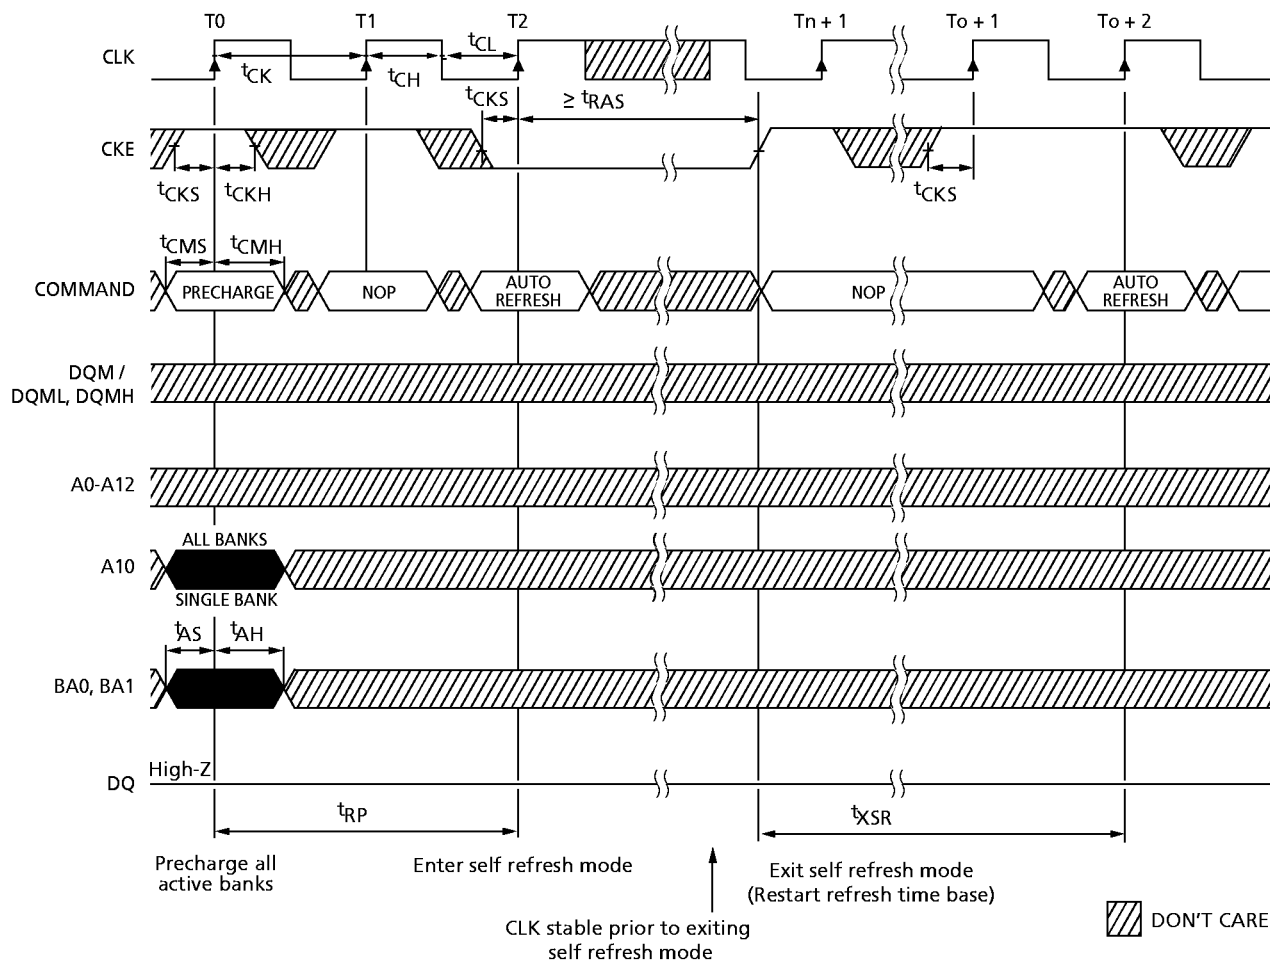 T0 T1 T2 Tn + 1 To + 1 To + 2
CLK
tCK tCH tCL
tCKS ≥ tRAS
CKE
tCKS tCKH tCKS
tCMS tCMH
COMMAND PRECHARGE NOP AUTO REFRESH NOP AUTO REFRESH
DQM /
DQML, DQMH
A0-A12
ALL BANKS
A10
SINGLE BANK
tAS tAH
BA0, BA1
High-Z
DQ
tRP tXSR
Precharge all
active banks
Enter self refresh mode
Exit self refresh mode
(Restart refresh time base)
CLK stable prior to exiting
self refresh mode
DON'T CARE